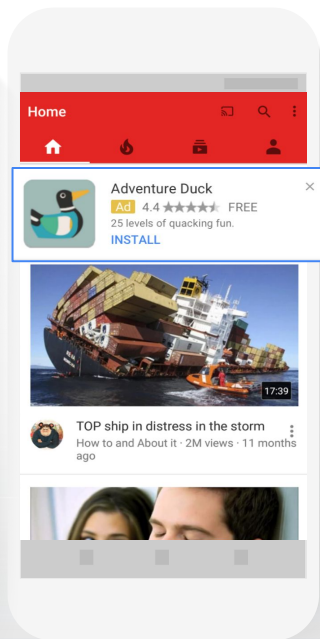 Home
Adventure Duck
Ad 4.4 FREE
25 levels of quacking fun.
INSTALL
17:39
TOP ship in distress in the storm
How to and About it · 2M views · 11 months
ago